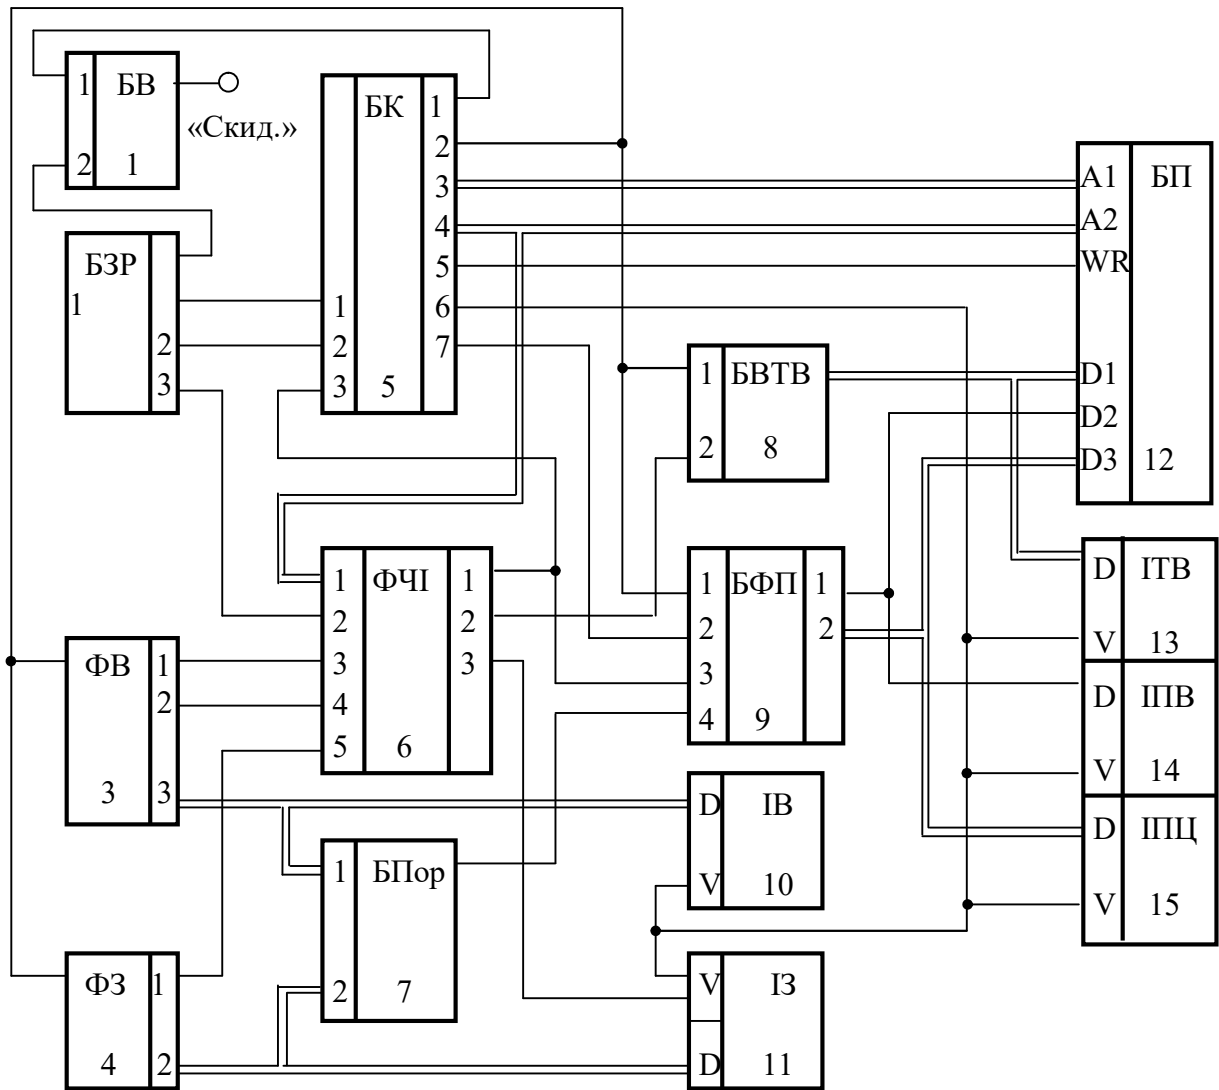 1 БВ
«Скид.»
2 1
БК 1
2
3
4
5
1 6
2 7
3 5
БЗР
1
2
3
A1 БП
A2
WR
D1
D2
D3 12
1 БВТВ
2 8
1 ФЧІ 1
2 2
3 3
4
5 6
1 БФП 1
2 2
3
4 9
D ІТВ
V 13
D ІПВ
V 14
D ІПЦ
V 15
ФВ 1
2
3 3
D ІВ
V 10
1 БПор
2 7
ФЗ 1
4 2
V ІЗ
D 11